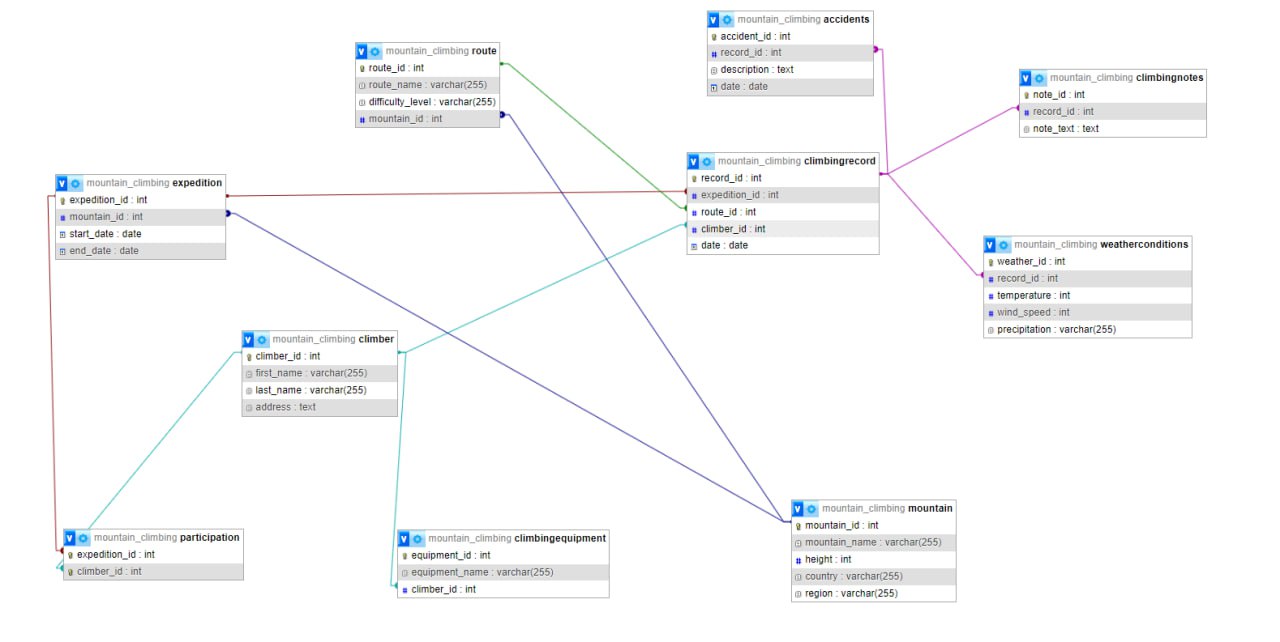 mountain_climbing accidents
accident_id : int
record_id : int
description : text
date : date
mountain_climbing route
route_id : int
route_name : varchar(255)
difficulty_level : varchar(255)
mountain_id : int
mountain_climbing climbingnotes
note_id : int
record_id : int
note_text : text
mountain_climbing climbingrecord
record_id : int
expedition_id : int
route_id : int
climber_id : int
date : date
mountain_climbing expedition
expedition_id : int
mountain_id : int
start_date : date
end_date : date
mountain_climbing weatherconditions
weather_id : int
record_id : int
temperature : int
wind_speed : int
precipitation : varchar(255)
mountain_climbing climber
climber_id : int
first_name : varchar(255)
last_name : varchar(255)
address : text
mountain_climbing mountain
mountain_id : int
mountain_name : varchar(255)
height : int
country : varchar(255)
region : varchar(255)
mountain_climbing participation
expedition_id : int
climber_id : int
mountain_climbing climbingequipment
equipment_id : int
equipment_name : varchar(255)
climber_id : int